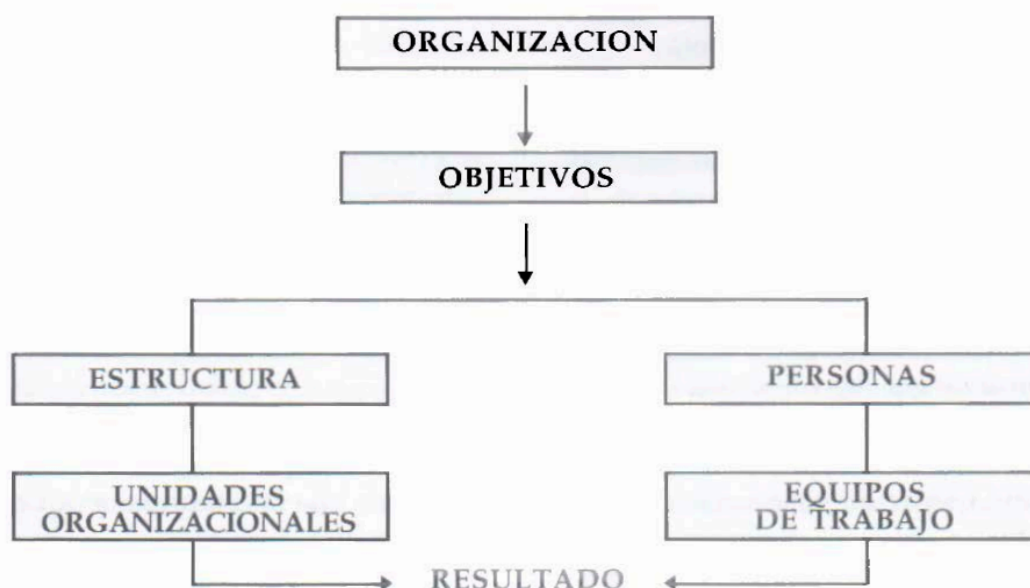 ORGANIZACION
OBJETIVOS
ESTRUCTURA
PERSONAS
UNIDADES
ORGANIZACIONALES
EQUIPOS
DE TRABAJO
RESULTADO